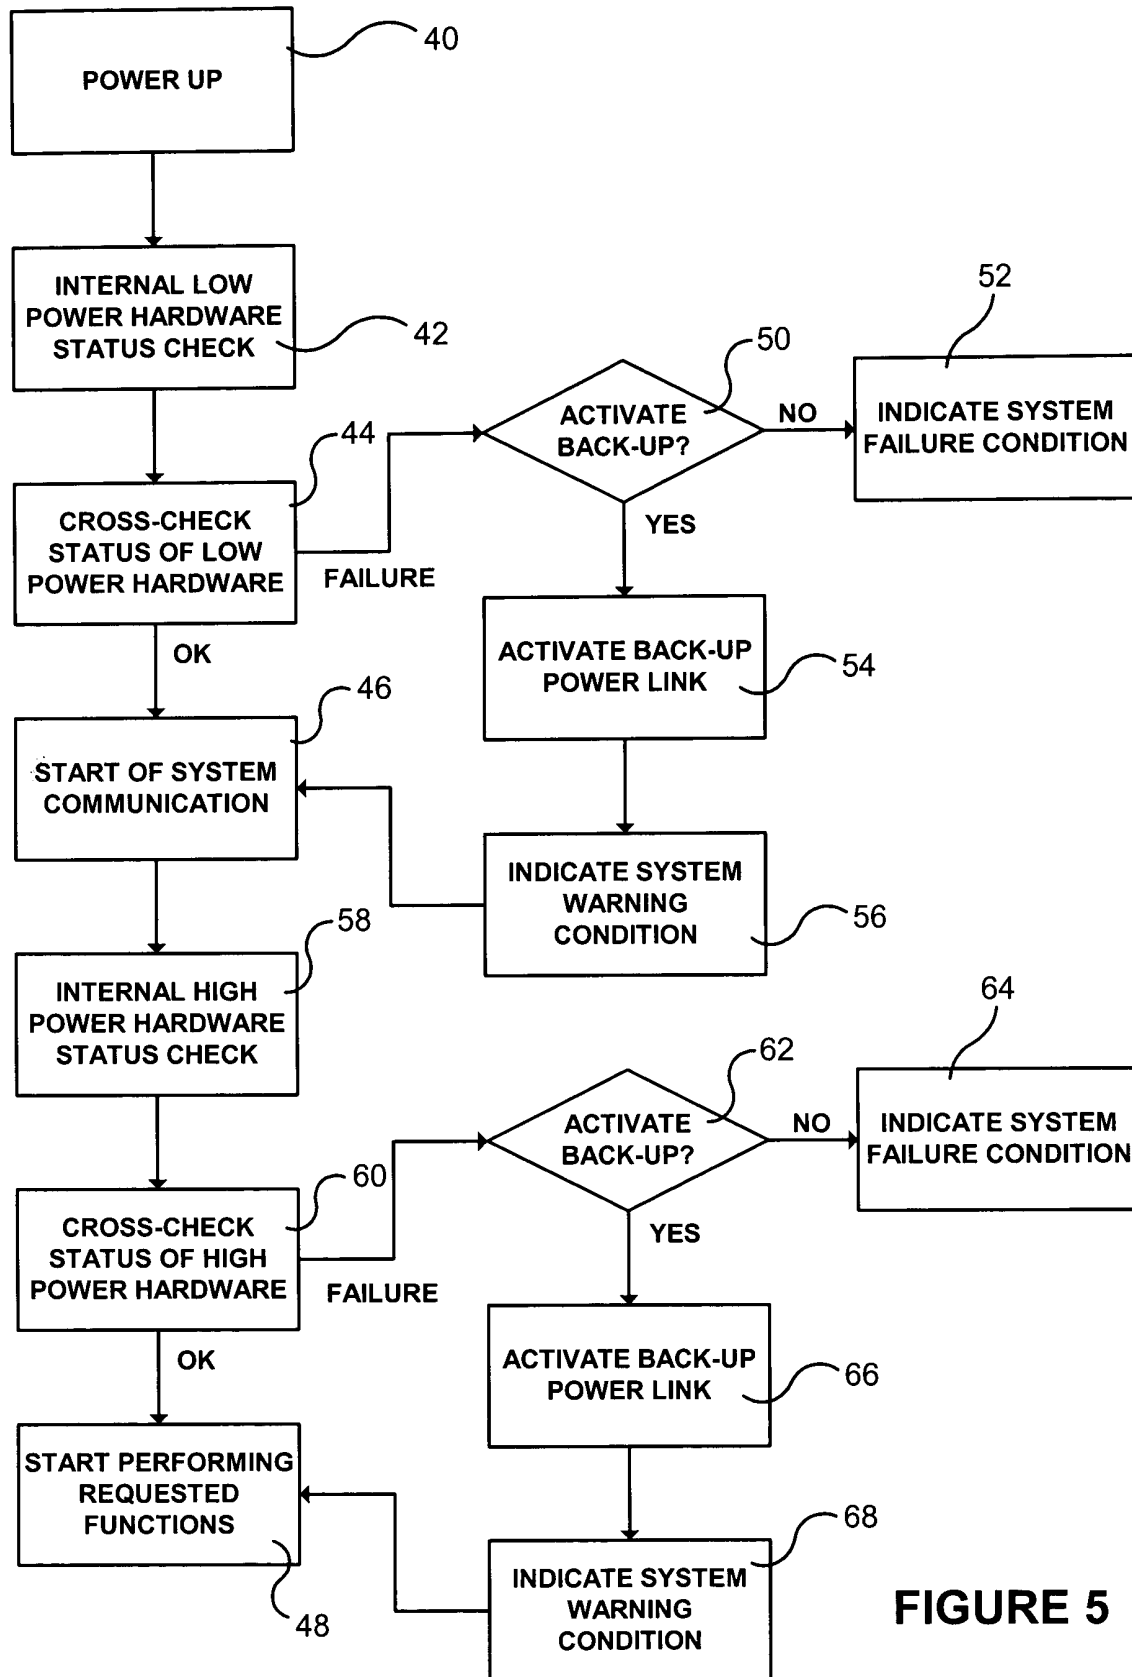 POWER UP
40
INTERNAL LOW
POWER HARDWARE
STATUS CHECK
42
CROSS-CHECK
STATUS OF LOW
POWER HARDWARE
44
FAILURE
OK
ACTIVATE
BACK-UP?
50
NO
YES
INDICATE SYSTEM
FAILURE CONDITION
52
ACTIVATE BACK-UP
POWER LINK
54
INDICATE SYSTEM
WARNING
CONDITION
56
START OF SYSTEM
COMMUNICATION
46
INTERNAL HIGH
POWER HARDWARE
STATUS CHECK
58
CROSS-CHECK
STATUS OF HIGH
POWER HARDWARE
60
FAILURE
OK
ACTIVATE
BACK-UP?
62
NO
YES
INDICATE SYSTEM
FAILURE CONDITION
64
ACTIVATE BACK-UP
POWER LINK
66
INDICATE SYSTEM
WARNING
CONDITION
68
START PERFORMING
REQUESTED
FUNCTIONS
48
FIGURE 5